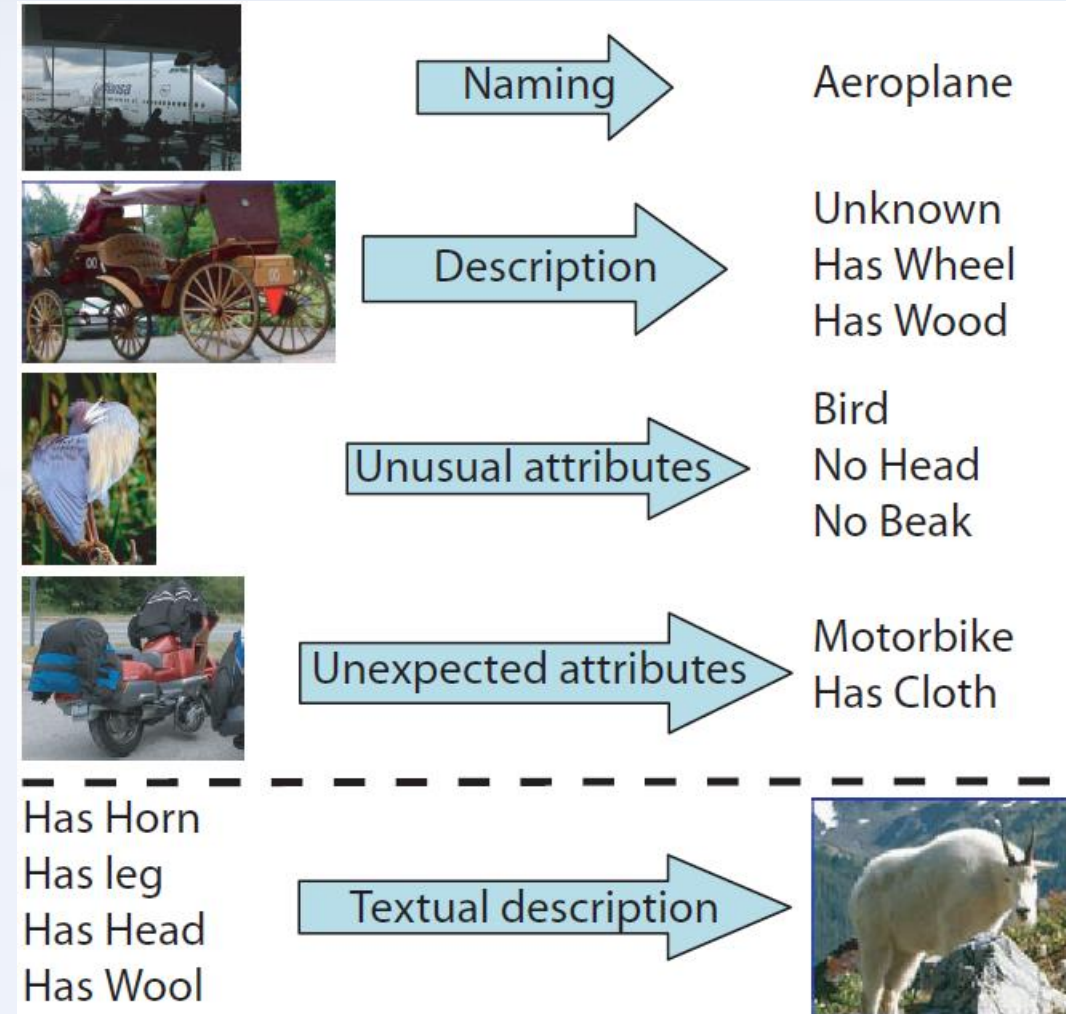 Naming
Aeroplane
Description
Unknown
Has Wheel
Has Wood
Unusual attributes
Bird
No Head
No Beak
Unexpected attributes
Motorbike
Has Cloth
Has Horn
Has leg
Has Head
Has Wool
Textual description